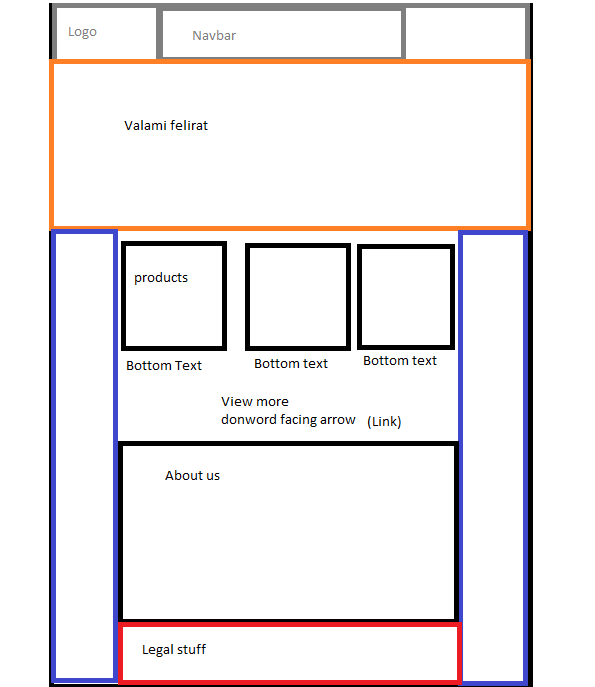 Logo
Navbar
Valami felirat
products
Bottom Text
Bottom text
Bottom text
View more
donword facing arrow
(Link)
About us
Legal stuff